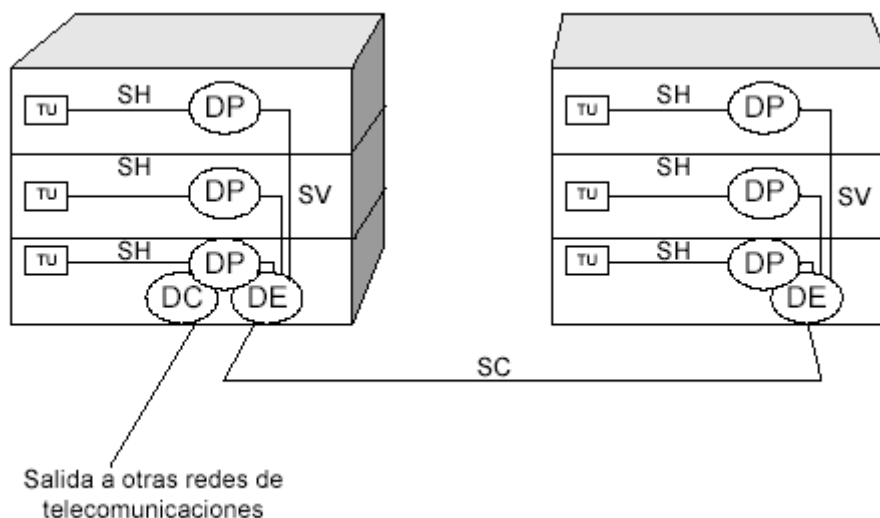 TU SH DP
TU SH DP
SV
TU SH DP
DC DE
TU SH DP
TU SH DP
SV
TU SH DP
DE
SC
Salida a otras redes de
telecomunicaciones